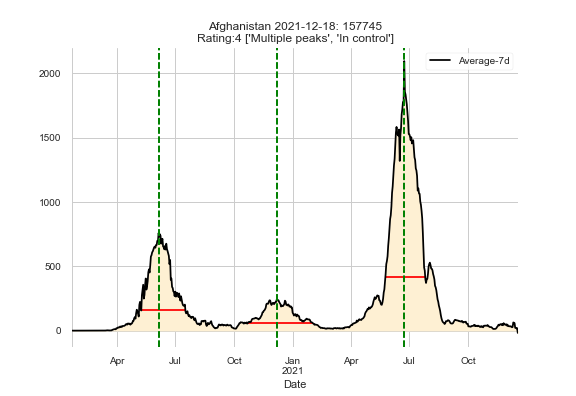 Afghanistan 2021-12-18: 157745
Rating:4 ['Multiple peaks', 'In control']
Average-7d
2000
1500
1000
500
0
Apr Jul Oct Jan Apr Jul Oct
2021
Date